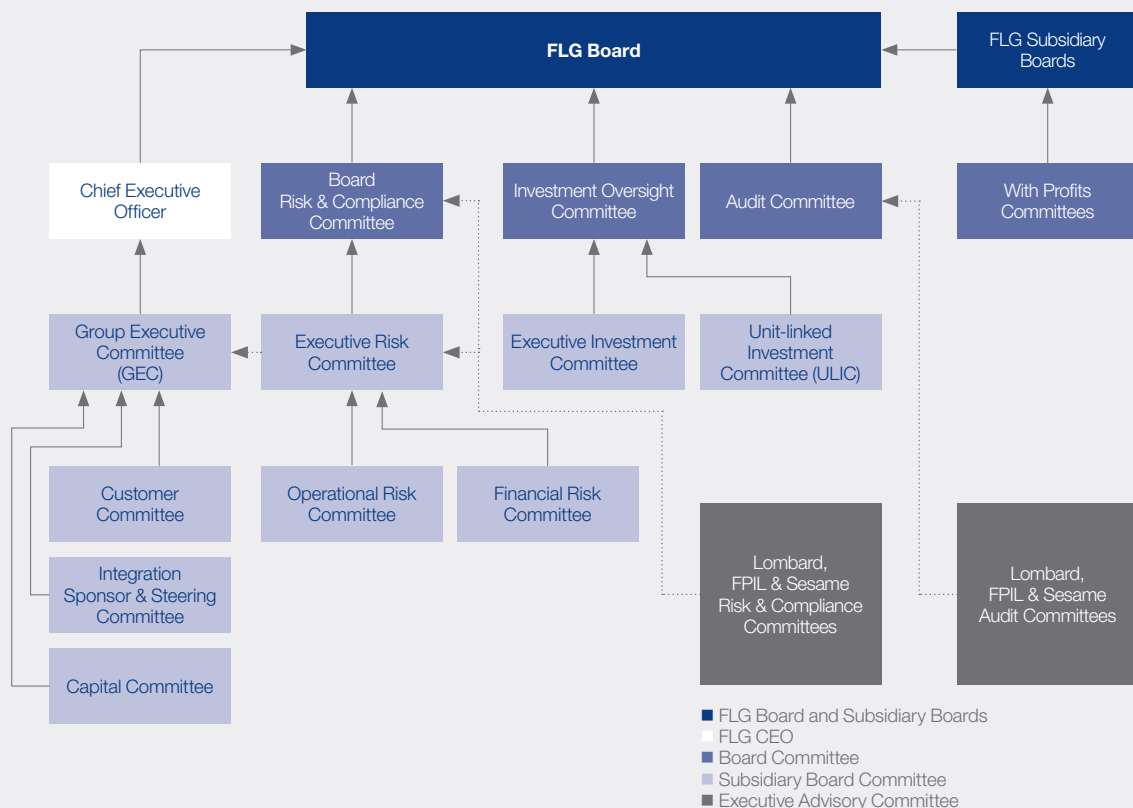 FLG Board
FLG Subsidiary
Boards
Chief Executive
Officer
Board
Risk & Compliance
Committee
Investment Oversight
Committee
Audit Committee
With Profits
Committees
Group Executive
Committee
(GEC)
Executive Risk
Committee
Executive Investment
Committee
Unit-linked
Investment
Committee (ULIC)
Customer
Committee
Operational Risk
Committee
Financial Risk
Committee
Integration
Sponsor & Steering
Committee
Capital Committee
Lombard,
FPIL & Sesame
Risk & Compliance
Committees
Lombard,
FPIL & Sesame
Audit Committees
FLG Board and Subsidiary Boards
FLG CEO
Board Committee
Subsidiary Board Committee
Executive Advisory Committee